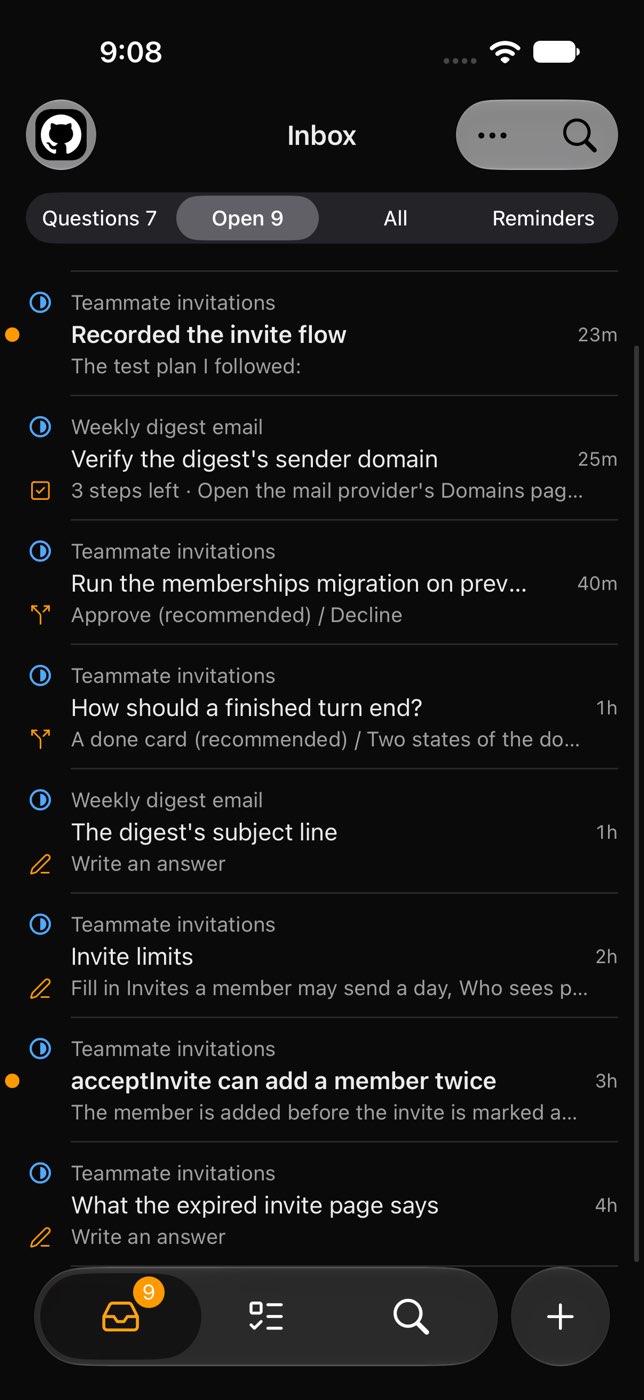 9:08
Inbox
Questions 7
Open 9
All
Reminders
Teammate invitations
Recorded the invite flow
23m
The test plan I followed:
Weekly digest email
Verify the digest's sender domain
25m
3 steps left · Open the mail provider's Domains pag...
Teammate invitations
Run the memberships migration on prev...
40m
Approve (recommended) / Decline
Teammate invitations
How should a finished turn end?
1h
A done card (recommended) / Two states of the do...
Weekly digest email
The digest's subject line
1h
Write an answer
Teammate invitations
Invite limits
2h
Fill in Invites a member may send a day, Who sees p...
Teammate invitations
acceptInvite can add a member twice
3h
The member is added before the invite is marked a...
Teammate invitations
What the expired invite page says
4h
Write an answer
9